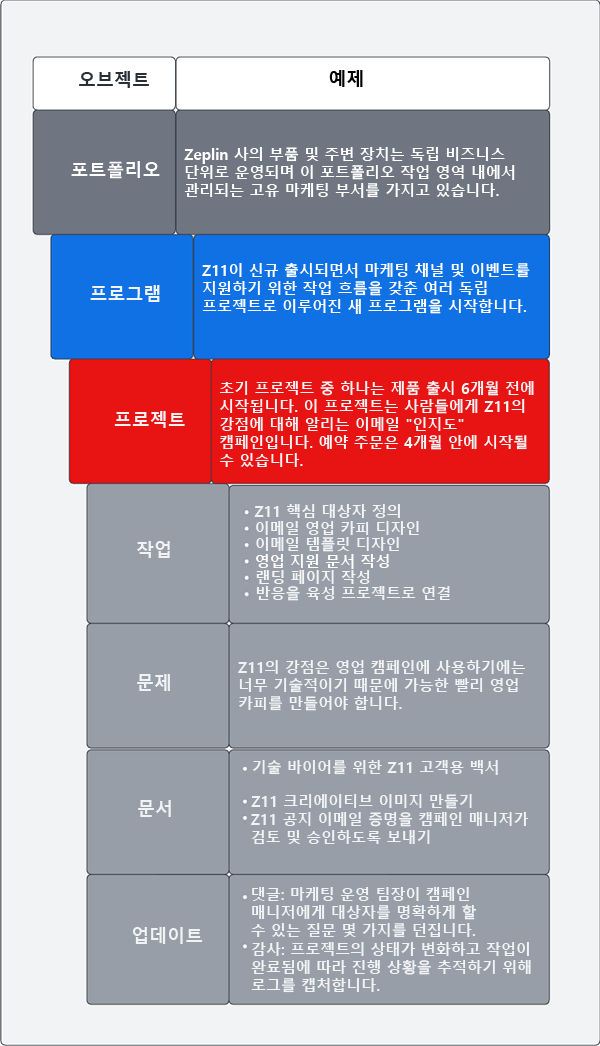 오브젝트
예제
포트폴리오
Zeplin 사의 부품 및 주변 장치는 독립 비즈니스
단위로 운영되며 이 포트폴리오 작업 영역 내에서
관리되는 고유 마케팅 부서를 가지고 있습니다.
프로그램
Z11이 신규 출시되면서 마케팅 채널 및 이벤트를
지원하기 위한 작업 흐름을 갖춘 여러 독립
프로젝트로 이루어진 새 프로그램을 시작합니다.
프로젝트
초기 프로젝트 중 하나는 제품 출시 6개월 전에
시작됩니다. 이 프로젝트는 사람들에게 Z11의
강점에 대해 알리는 이메일 "인지도"
캠페인입니다. 예약 주문은 4개월 안에 시작될
수 있습니다.
작업
• Z11 핵심 대상자 정의
• 이메일 영업 카피 디자인
• 이메일 템플릿 디자인
• 영업 지원 문서 작성
• 랜딩 페이지 작성
• 반응을 육성 프로젝트로 연결
문제
Z11의 강점은 영업 캠페인에 사용하기에는
너무 기술적이기 때문에 가능한 빨리 영업
카피를 만들어야 합니다.
문서
• 기술 바이어를 위한 Z11 고객용 백서
• Z11 크리에이티브 이미지 만들기
• Z11 공지 이메일 증명을 캠페인 매니저가
검토 및 승인하도록 보내기
업데이트
• 댓글: 마케팅 운영 팀장이 캠페인
매니저에게 대상자를 명확하게 할
수 있는 질문 몇 가지를 던집니다.
• 감사: 프로젝트의 상태가 변화하고 작업이
완료됨에 따라 진행 상황을 추적하기 위해
로그를 캡처합니다.